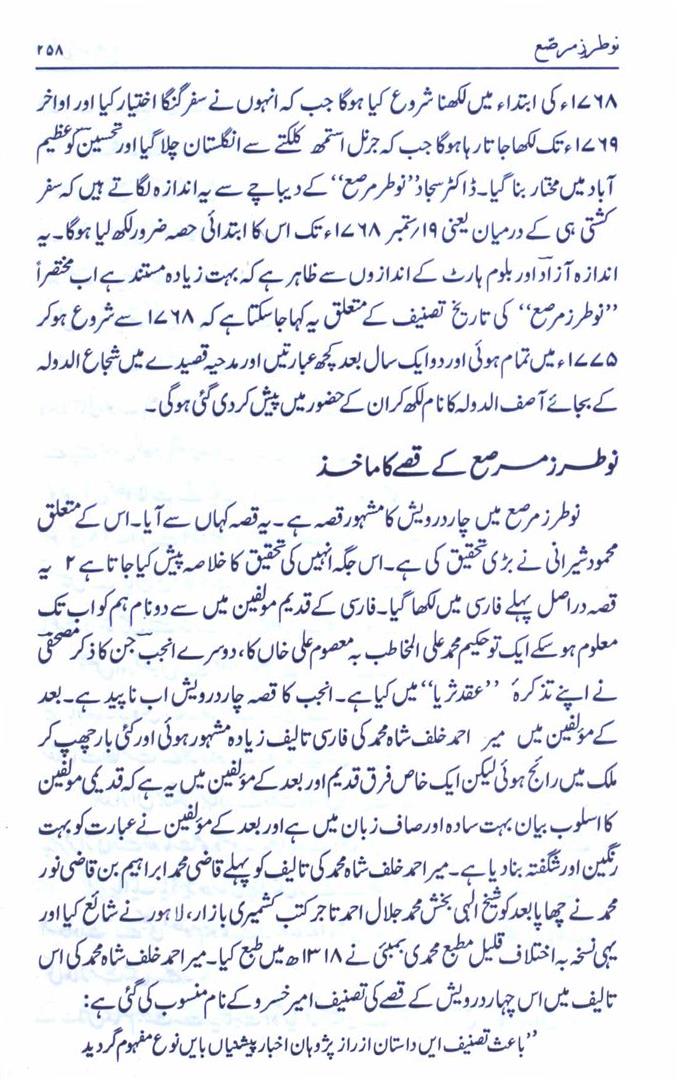 نوطرزِ مرصّع ۲۵۸
۱۷۶۸ء کی ابتداء میں لکھنا شروع کیا ہوگا جب کہ انہوں نے سفر گنگا اختیار کیا اور اواخر
۱۷۶۹ء تک لکھا جاتا رہا ہوگا جب کہ جرنل اسمتھ کلکتے سے انگلستان چلا گیا اور تحسینؔ کو عظیم
آباد میں مختار بنا گیا۔ ڈاکٹر سجاد ”نوطرز مرصع“ کے دیباچے سے یہ اندازہ لگاتے ہیں کہ سفر
کشتی ہی کے درمیان یعنی ۱۹/ستمبر ۱۷۶۸ء تک اس کا ابتدائی حصہ ضرور لکھ لیا ہوگا۔ یہ
اندازہ آزادؔ اور بلوم ہارٹ کے اندازوں سے ظاہر ہے کہ بہت زیادہ مستند ہے اب مختصراً
”نوطرز مرصع“ کی تاریخ تصنیف کے متعلق یہ کہا جا سکتا ہے کہ ۱۷۶۸ سے شروع ہو کر
۱۷۷۵ء میں تمام ہوئی اور دو ایک سال بعد کچھ عبارتیں اور مدحیہ قصیدے میں شجاع الدولہ
کے بجائے آصف الدولہ کا نام لکھ کر ان کے حضور میں پیش کر دی گئی ہوگی۔
نوطرز مرصع کے قصے کا ماخذ
نوطرز مرصع میں چار درویش کا مشہور قصہ ہے۔ یہ قصہ کہاں سے آیا۔ اس کے متعلق
محمود شیرانی نے بڑی تحقیق کی ہے۔ اس جگہ انہیں کی تحقیق کا خلاصہ پیش کیا جاتا ہے ۲ یہ
قصہ دراصل پہلے فارسی میں لکھا گیا۔ فارسی کے قدیم مولفین میں سے دو نام ہم کو اب تک
معلوم ہو سکے ایک تو حکیم محمد علی المخاطب بہ معصوم علی خاں کا، دوسرے انجبؔ جن کا ذکر مصحفیؔ
نے اپنے تذکرۂ ”عقد ثریا“ میں کیا ہے۔ انجب کا قصہ چار درویش اب ناپید ہے۔ بعد
کے مؤلفین میں میر احمد خلف شاہ محمد کی فارسی تالیف زیادہ مشہور ہوئی اور کئی بار چھپ کر
ملک میں رائج ہوئی لیکن ایک خاص فرق قدیم اور بعد کے مؤلفین میں یہ ہے کہ قدیمی مولفین
کا اسلوب بیان بہت سادہ اور صاف زبان میں ہے اور بعد کے مؤلفین نے عبارت کو بہت
رنگین اور شگفتہ بنا دیا ہے۔ میر احمد خلف شاہ محمد کی تالیف کو پہلے قاضی محمد ابراہیم بن قاضی نور
محمد نے چھاپا بعد کو شیخ الہی بخش محمد جلال احمد تاجر کتب کشمیری بازار، لاہور نے شائع کیا اور
یہی نسخہ بہ اختلاف قلیل مطبع محمدی بمبئی نے ۱۳۱۸ھ میں طبع کیا۔ میر احمد خلف شاہ محمد کی اس
تالیف میں اس چہار درویش کے قصے کی تصنیف امیر خسرو کے نام منسوب کی گئی ہے:
”باعث تصنیف ایں داستان از راز پژوہان اخبار پیشنیاں بایں نوع مفہوم گردید